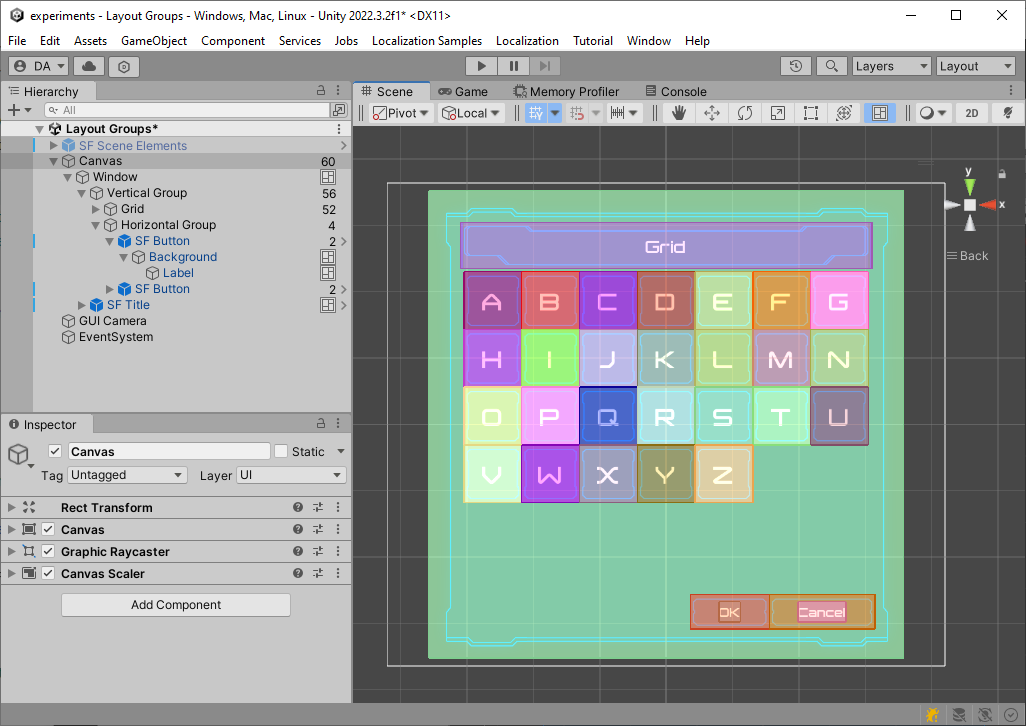 experiments - Layout Groups - Windows, Mac, Linux - Unity 2022.3.2f1* <DX11>
File Edit Assets GameObject Component Services Jobs Localization Samples Localization Tutorial Window Help
DA Layers Layout
Hierarchy Scene Game Memory Profiler Console
All Pivot Local 2D
Layout Groups*
SF Scene Elements
Canvas 60
Window
Vertical Group 56
Grid 52
Horizontal Group 4
SF Button 2
Background
Label
SF Button 2
SF Title
GUI Camera
EventSystem
y
x
Back
Grid
A B C D E F G
H I J K L M N
O P Q R S T U
V W X Y Z
OK Cancel
Inspector
Canvas Static
Tag Untagged Layer UI
Rect Transform
Canvas
Graphic Raycaster
Canvas Scaler
Add Component